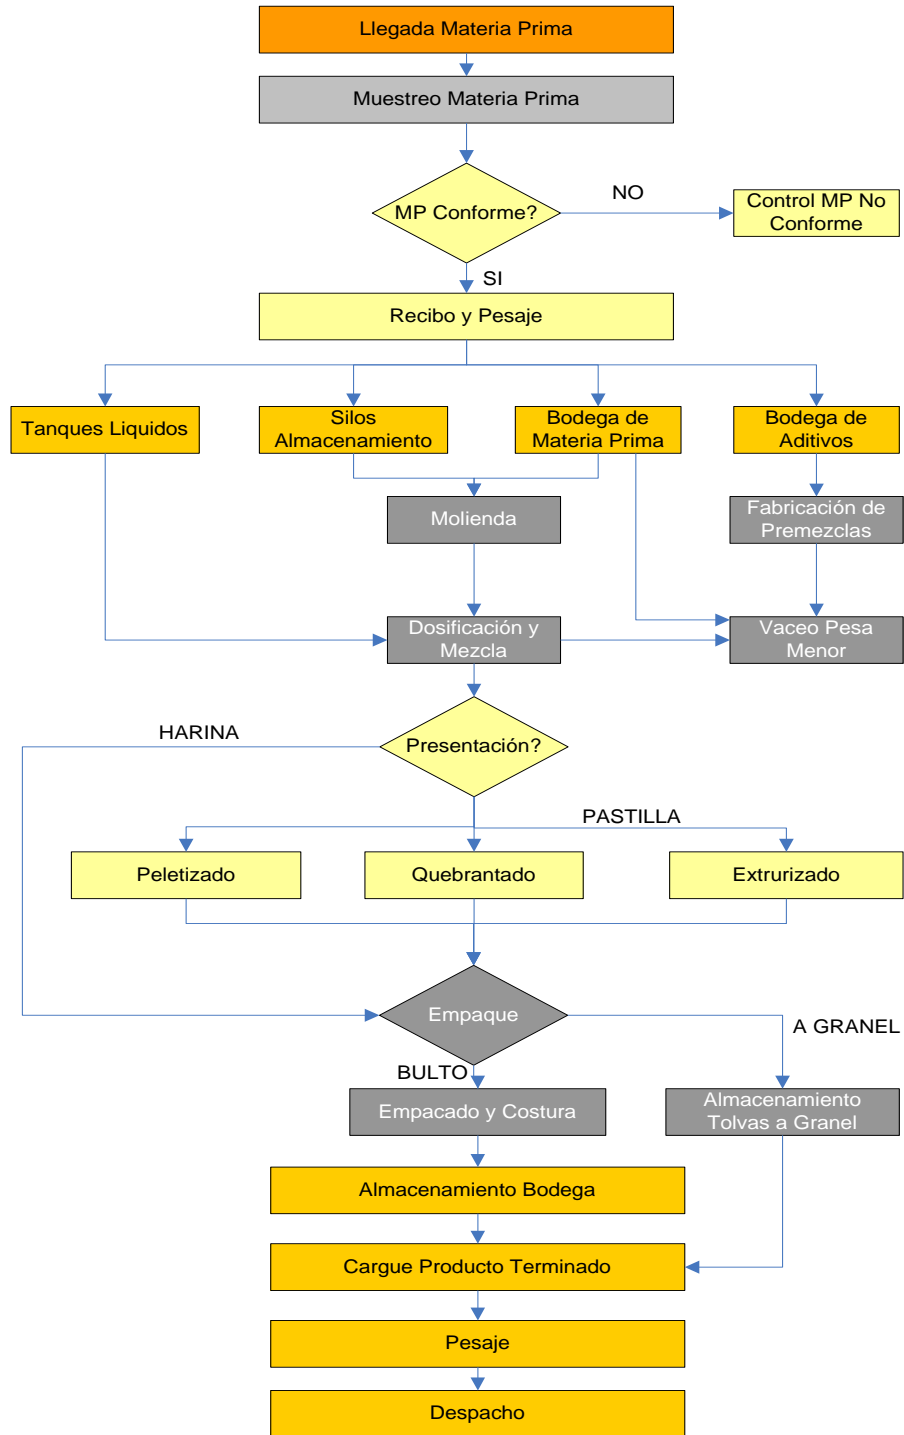 Llegada Materia Prima
Muestreo Materia Prima
MP Conforme?
NO
Control MP No
Conforme
SI
Recibo y Pesaje
Tanques Liquidos
Silos
Almacenamiento
Bodega de
Materia Prima
Bodega de
Aditivos
Molienda
Fabricación de
Premezclas
Dosificación y
Mezcla
Vaceo Pesa
Menor
HARINA
Presentación?
PASTILLA
Peletizado
Quebrantado
Extrurizado
Empaque
A GRANEL
BULTO
Empacado y Costura
Almacenamiento
Tolvas a Granel
Almacenamiento Bodega
Cargue Producto Terminado
Pesaje
Despacho